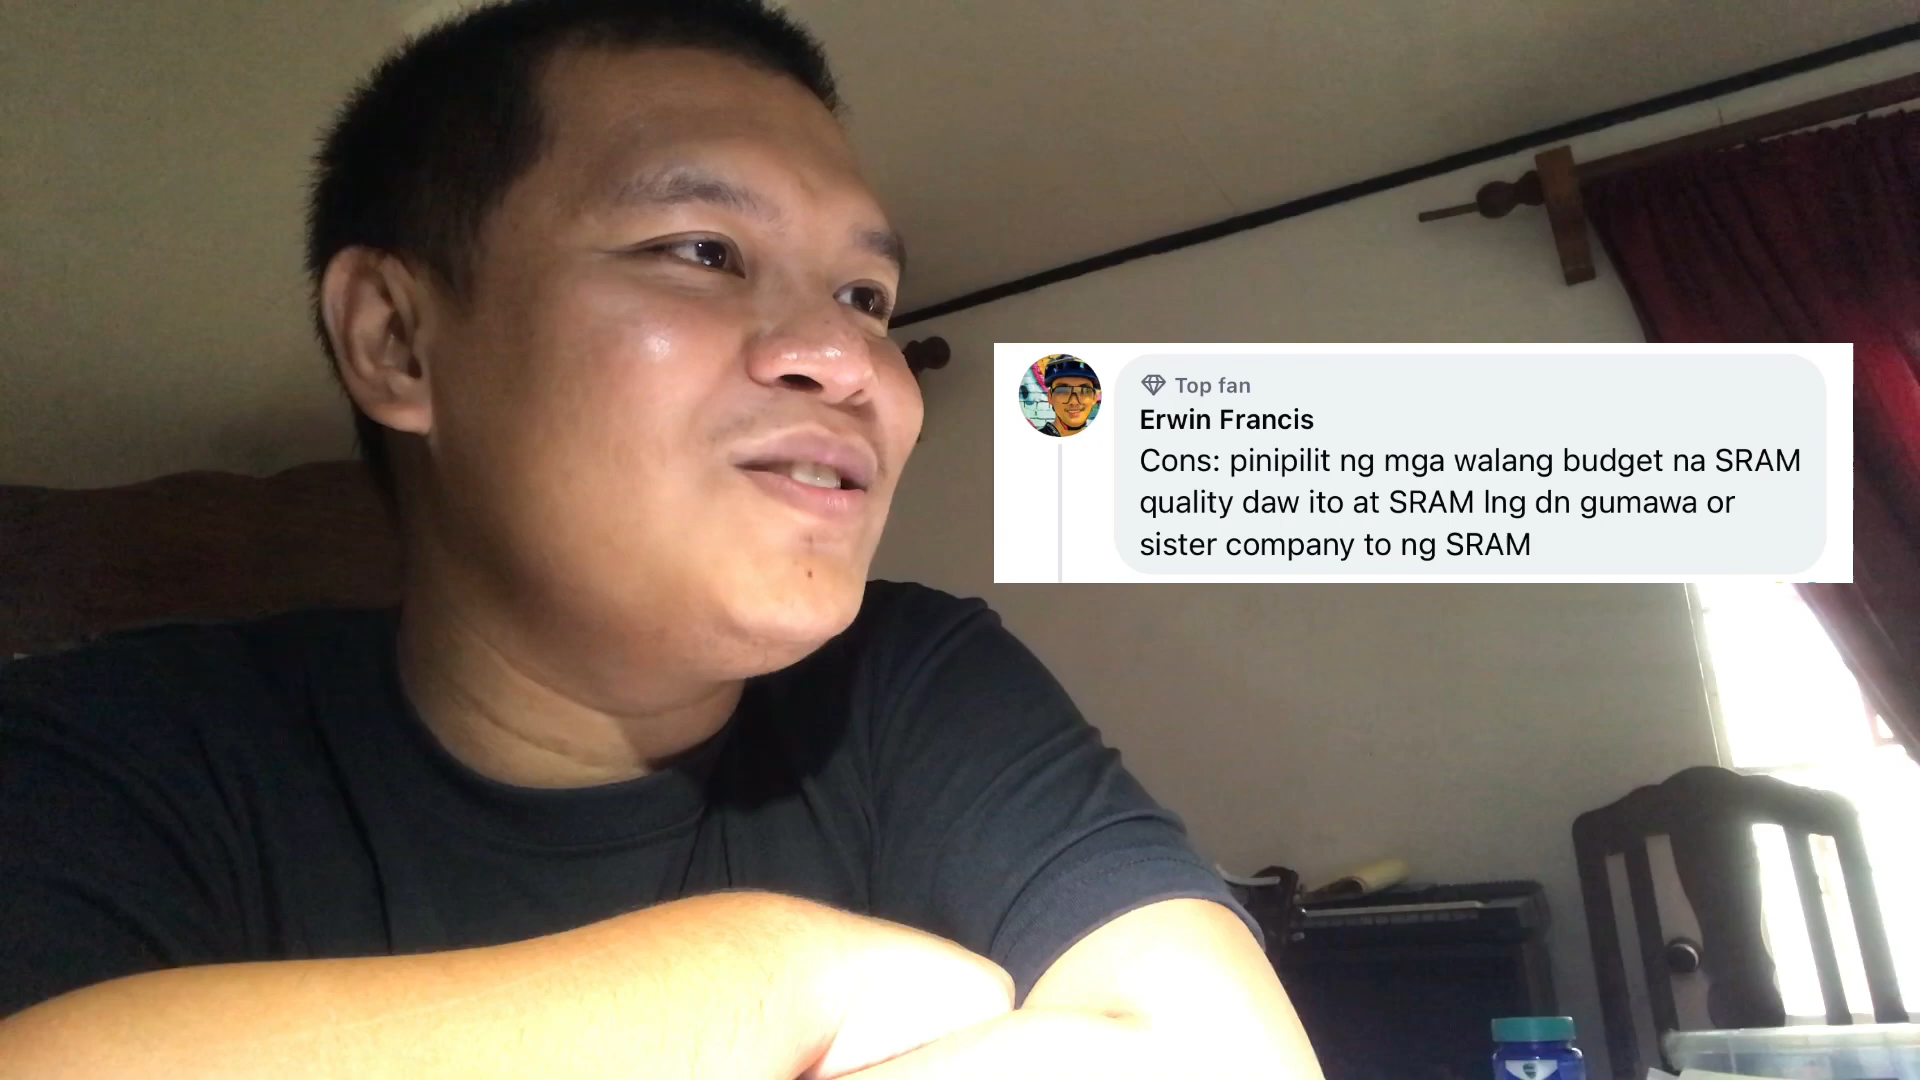 Top fan
Erwin Francis
Cons: pinipilit ng mga walang budget na SRAM
quality daw ito at SRAM lng dn gumawa or
sister company to ng SRAM